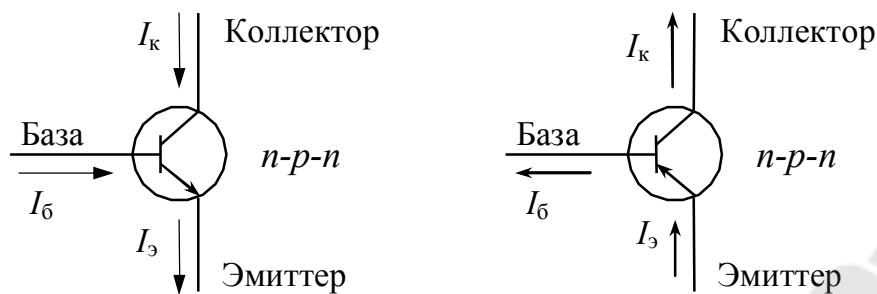 Iк Коллектор
База
n-p-n
Iб
Iэ
Эмиттер
Iк Коллектор
База
n-p-n
Iб
Iэ
Эмиттер